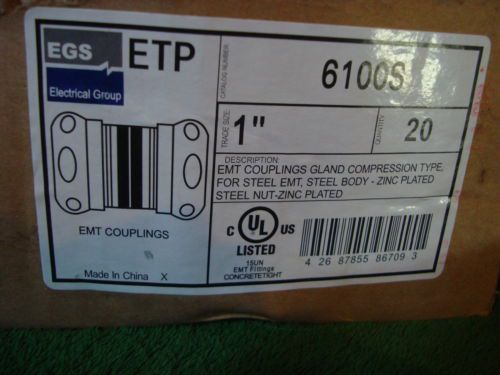 EGS
Electrical Group
ETP
CATALOG NUMBER
6100S
TRADE SIZE
1"
QUANTITY
20
DESCRIPTION:
EMT COUPLINGS GLAND COMPRESSION TYPE,
FOR STEEL EMT, STEEL BODY - ZINC PLATED
STEEL NUT-ZINC PLATED
EMT COUPLINGS
Made In China X
C UL US
LISTED
15UN
EMT Fittings
CONCRETETIGHT
4 26 87855 86709 3